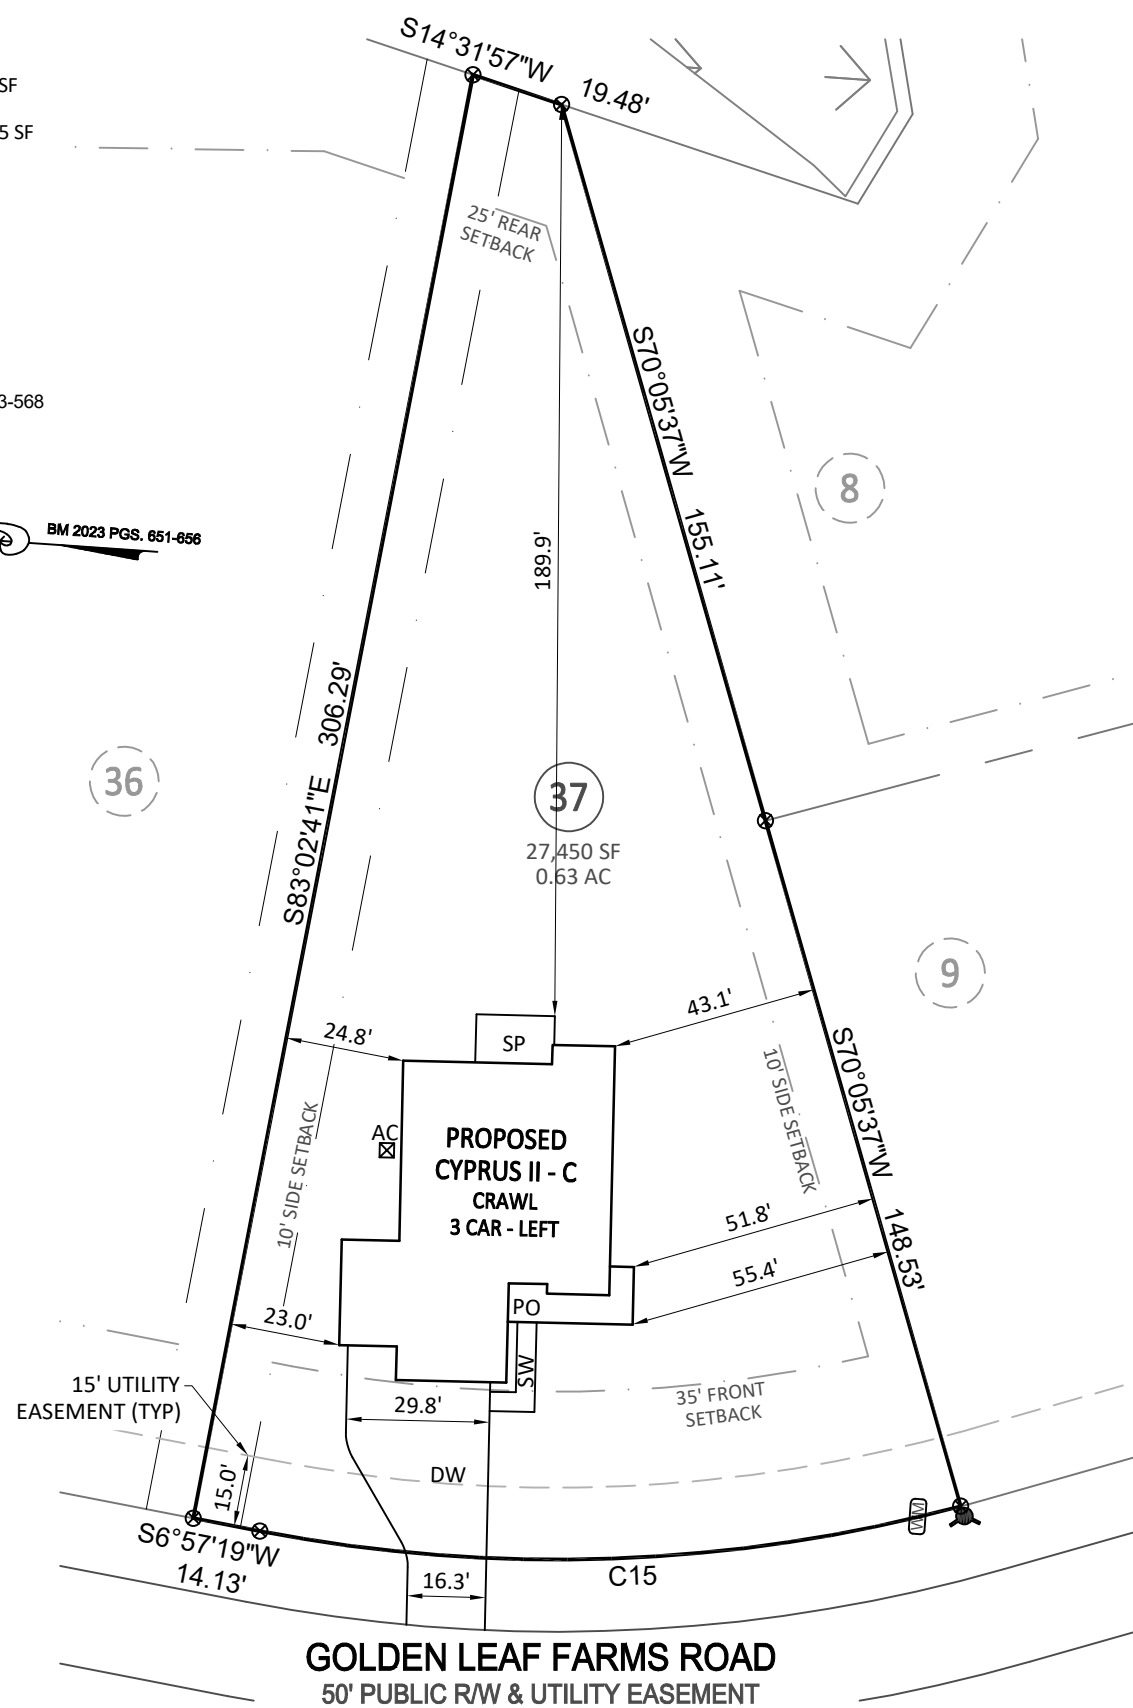 S14°31'57"W
19.48'
SF
5 SF
25' REAR
SETBACK
S70°05'37"W 155.11'
3-568
8
BM 2023 PGS. 651-656
189.9'
S83°02'41"E 306.29'
36
37
27,450 SF
0.63 AC
9
43.1'
24.8'
SP
S70°05'37"W 148.53'
10' SIDE SETBACK
10' SIDE SETBACK
AC
PROPOSED
CYPRUS II - C
CRAWL
3 CAR - LEFT
51.8'
55.4'
PO
23.0'
SW
15' UTILITY
EASEMENT (TYP)
29.8'
35' FRONT
SETBACK
15.0'
DW
WM
S6°57'19"W
14.13'
16.3'
C15
GOLDEN LEAF FARMS ROAD
50' PUBLIC R/W & UTILITY EASEMENT